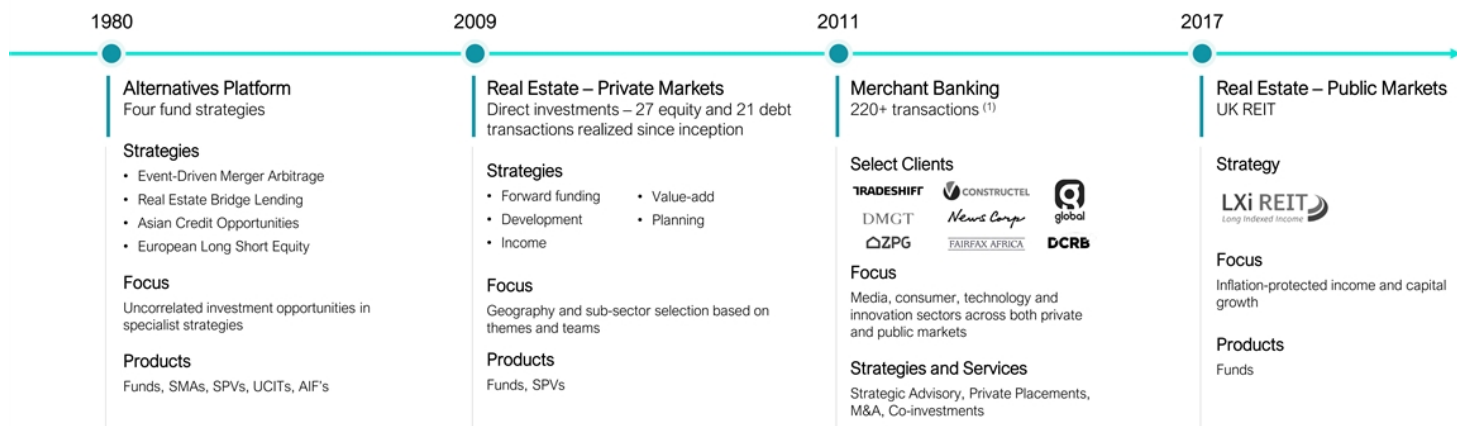 1980
Alternatives Platform
Four fund strategies
Strategies
• Event-Driven Merger Arbitrage
• Real Estate Bridge Lending
• Asian Credit Opportunities
• European Long Short Equity
Focus
Uncorrelated investment opportunities in
specialist strategies
Products
Funds, SMAs, SPVs, UCITs, AIF's
2009
Real Estate – Private Markets
Direct investments – 27 equity and 21 debt
transactions realized since inception
Strategies
• Forward funding
• Development
• Income
• Value-add
• Planning
Focus
Geography and sub-sector selection based on
themes and teams
Products
Funds, SPVs
2011
Merchant Banking
220+ transactions (1)
Select Clients
TRADESHIFT
CONSTRUCTEL
global
DMGT
News Corp
ZPG
FAIRFAX AFRICA
DCRB
Focus
Media, consumer, technology and
innovation sectors across both private
and public markets
Strategies and Services
Strategic Advisory, Private Placements,
M&A, Co-investments
2017
Real Estate – Public Markets
UK REIT
Strategy
LXi REIT
Long Indexed Income
Focus
Inflation-protected income and capital
growth
Products
Funds